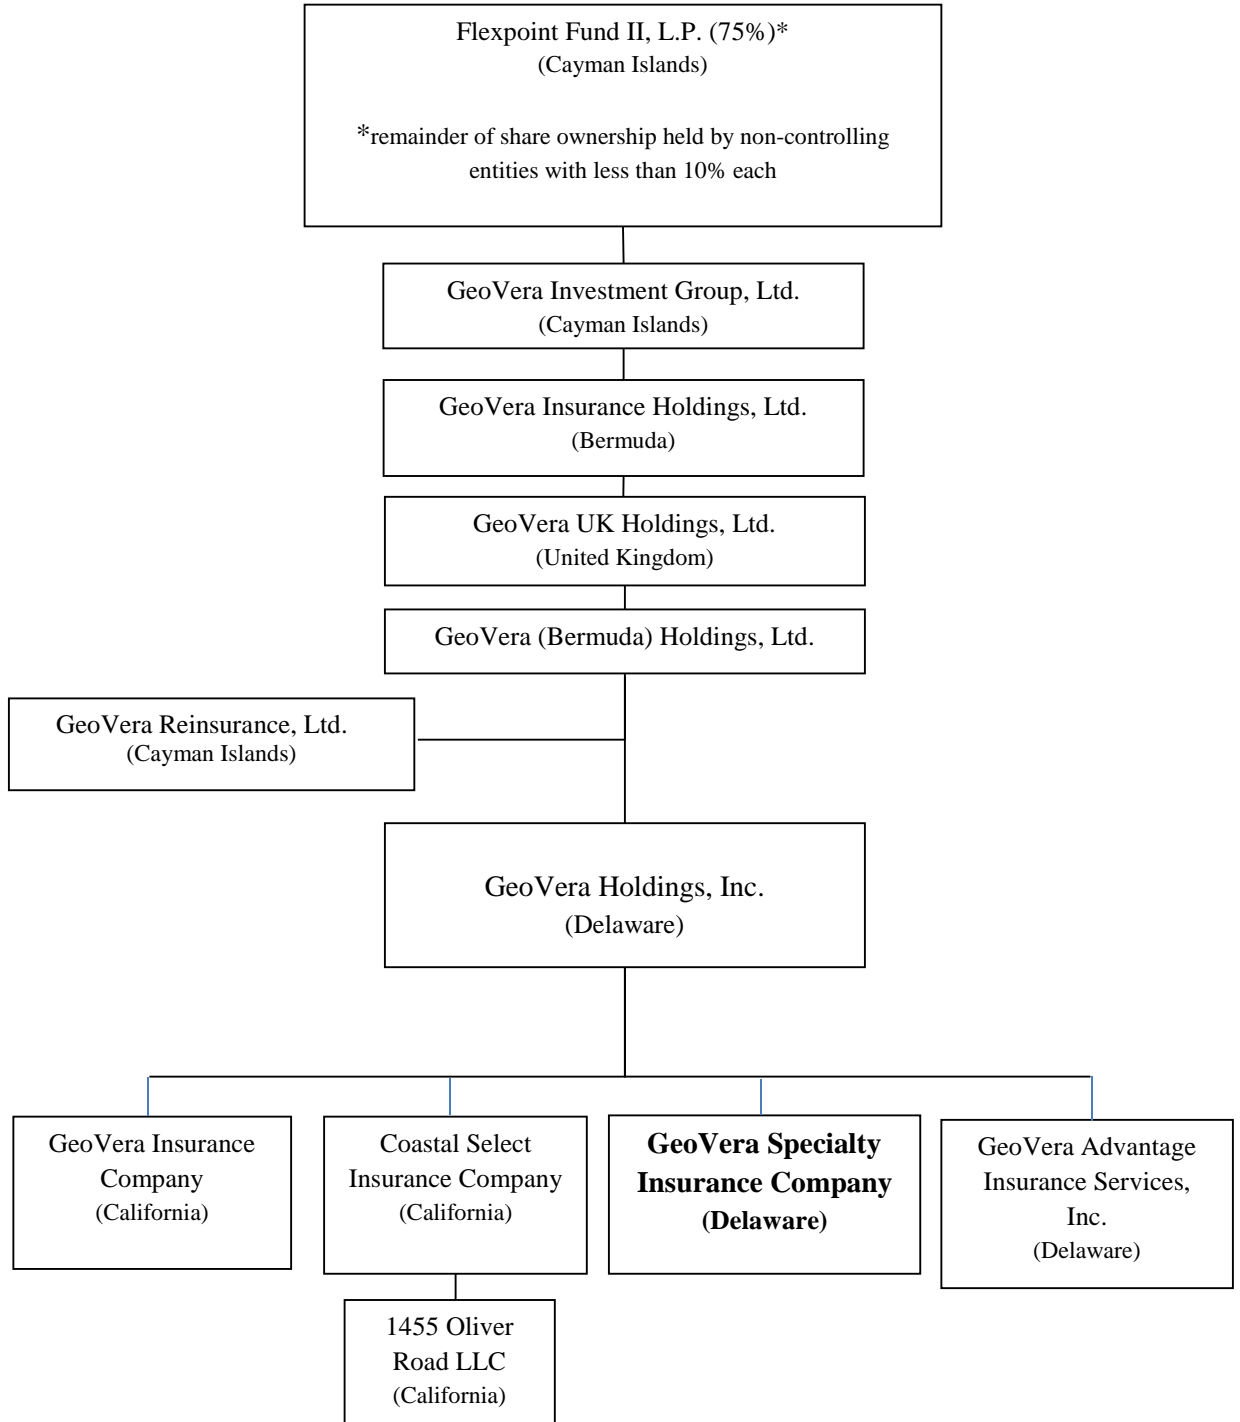 Flexpoint Fund II, L.P. (75%)*
(Cayman Islands)
*remainder of share ownership held by non-controlling
entities with less than 10% each
GeoVera Investment Group, Ltd.
(Cayman Islands)
GeoVera Insurance Holdings, Ltd.
(Bermuda)
GeoVera UK Holdings, Ltd.
(United Kingdom)
GeoVera (Bermuda) Holdings, Ltd.
GeoVera Reinsurance, Ltd.
(Cayman Islands)
GeoVera Holdings, Inc.
(Delaware)
GeoVera Insurance
Company
(California)
Coastal Select
Insurance Company
(California)
GeoVera Specialty
Insurance Company
(Delaware)
GeoVera Advantage
Insurance Services,
Inc.
(Delaware)
1455 Oliver
Road LLC
(California)